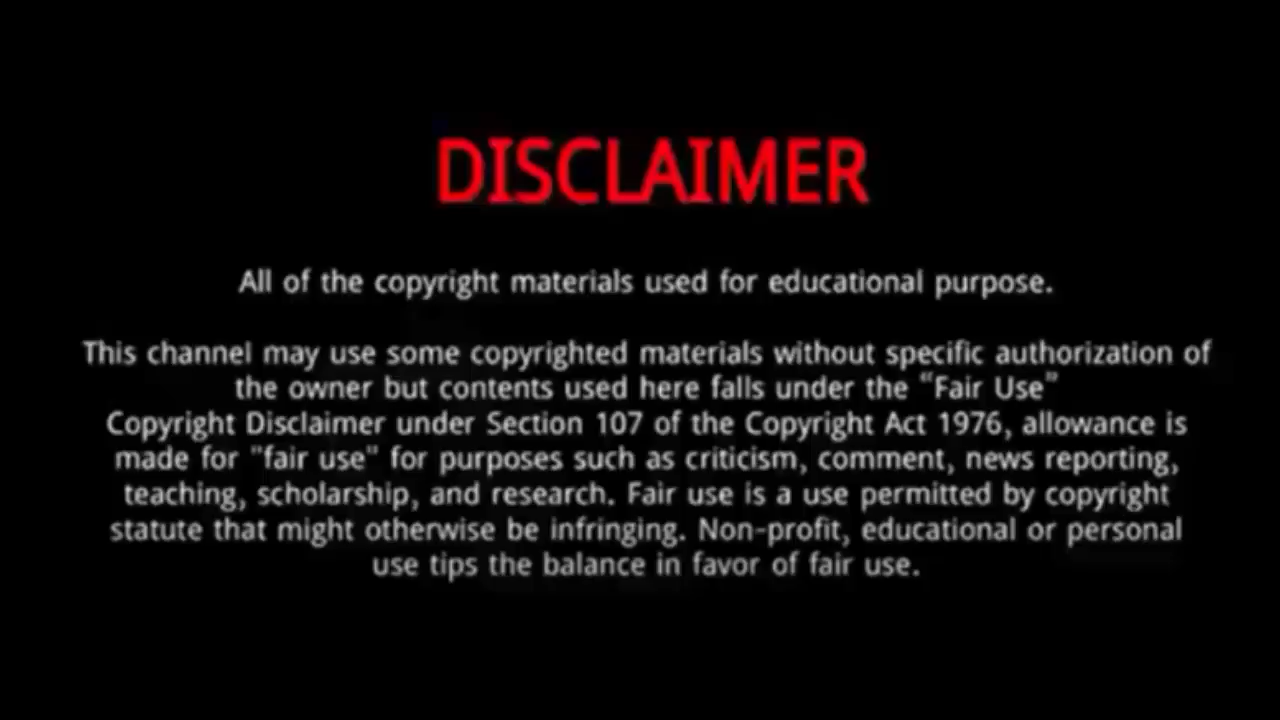 DISCLAIMER
All of the copyright materials used for educational purpose.
This channel may use some copyrighted materials without specific authorization of
the owner but contents used here falls under the “Fair Use”
Copyright Disclaimer under Section 107 of the Copyright Act 1976, allowance is
made for "fair use" for purposes such as criticism, comment, news reporting,
teaching, scholarship, and research. Fair use is a use permitted by copyright
statute that might otherwise be infringing. Non-profit, educational or personal
use tips the balance in favor of fair use.